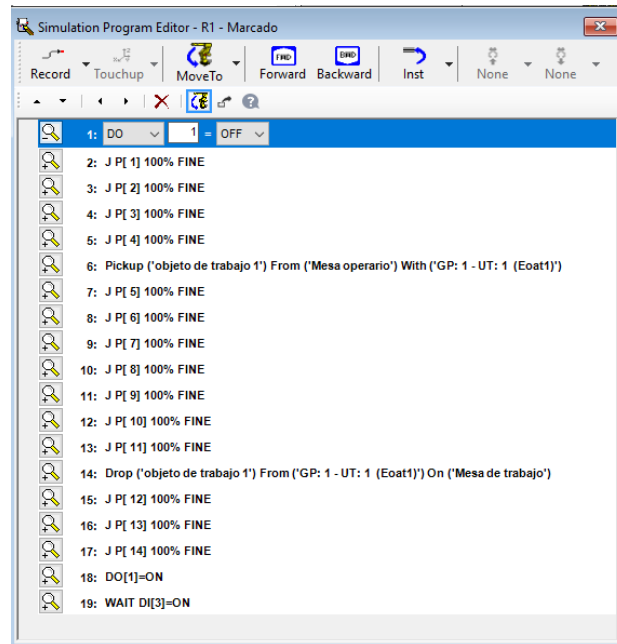 Simulation Program Editor - R1 - Marcado
Record Touchup MoveTo FWD Forward BWD Backward Inst None None
1: DO 1 = OFF
2: J P[ 1] 100% FINE
3: J P[ 2] 100% FINE
4: J P[ 3] 100% FINE
5: J P[ 4] 100% FINE
6: Pickup ('objeto de trabajo 1') From ('Mesa operario') With ('GP: 1 - UT: 1 (Eoat1)')
7: J P[ 5] 100% FINE
8: J P[ 6] 100% FINE
9: J P[ 7] 100% FINE
10: J P[ 8] 100% FINE
11: J P[ 9] 100% FINE
12: J P[ 10] 100% FINE
13: J P[ 11] 100% FINE
14: Drop ('objeto de trabajo 1') From ('GP: 1 - UT: 1 (Eoat1)') On ('Mesa de trabajo')
15: J P[ 12] 100% FINE
16: J P[ 13] 100% FINE
17: J P[ 14] 100% FINE
18: DO[1]=ON
19: WAIT DI[3]=ON